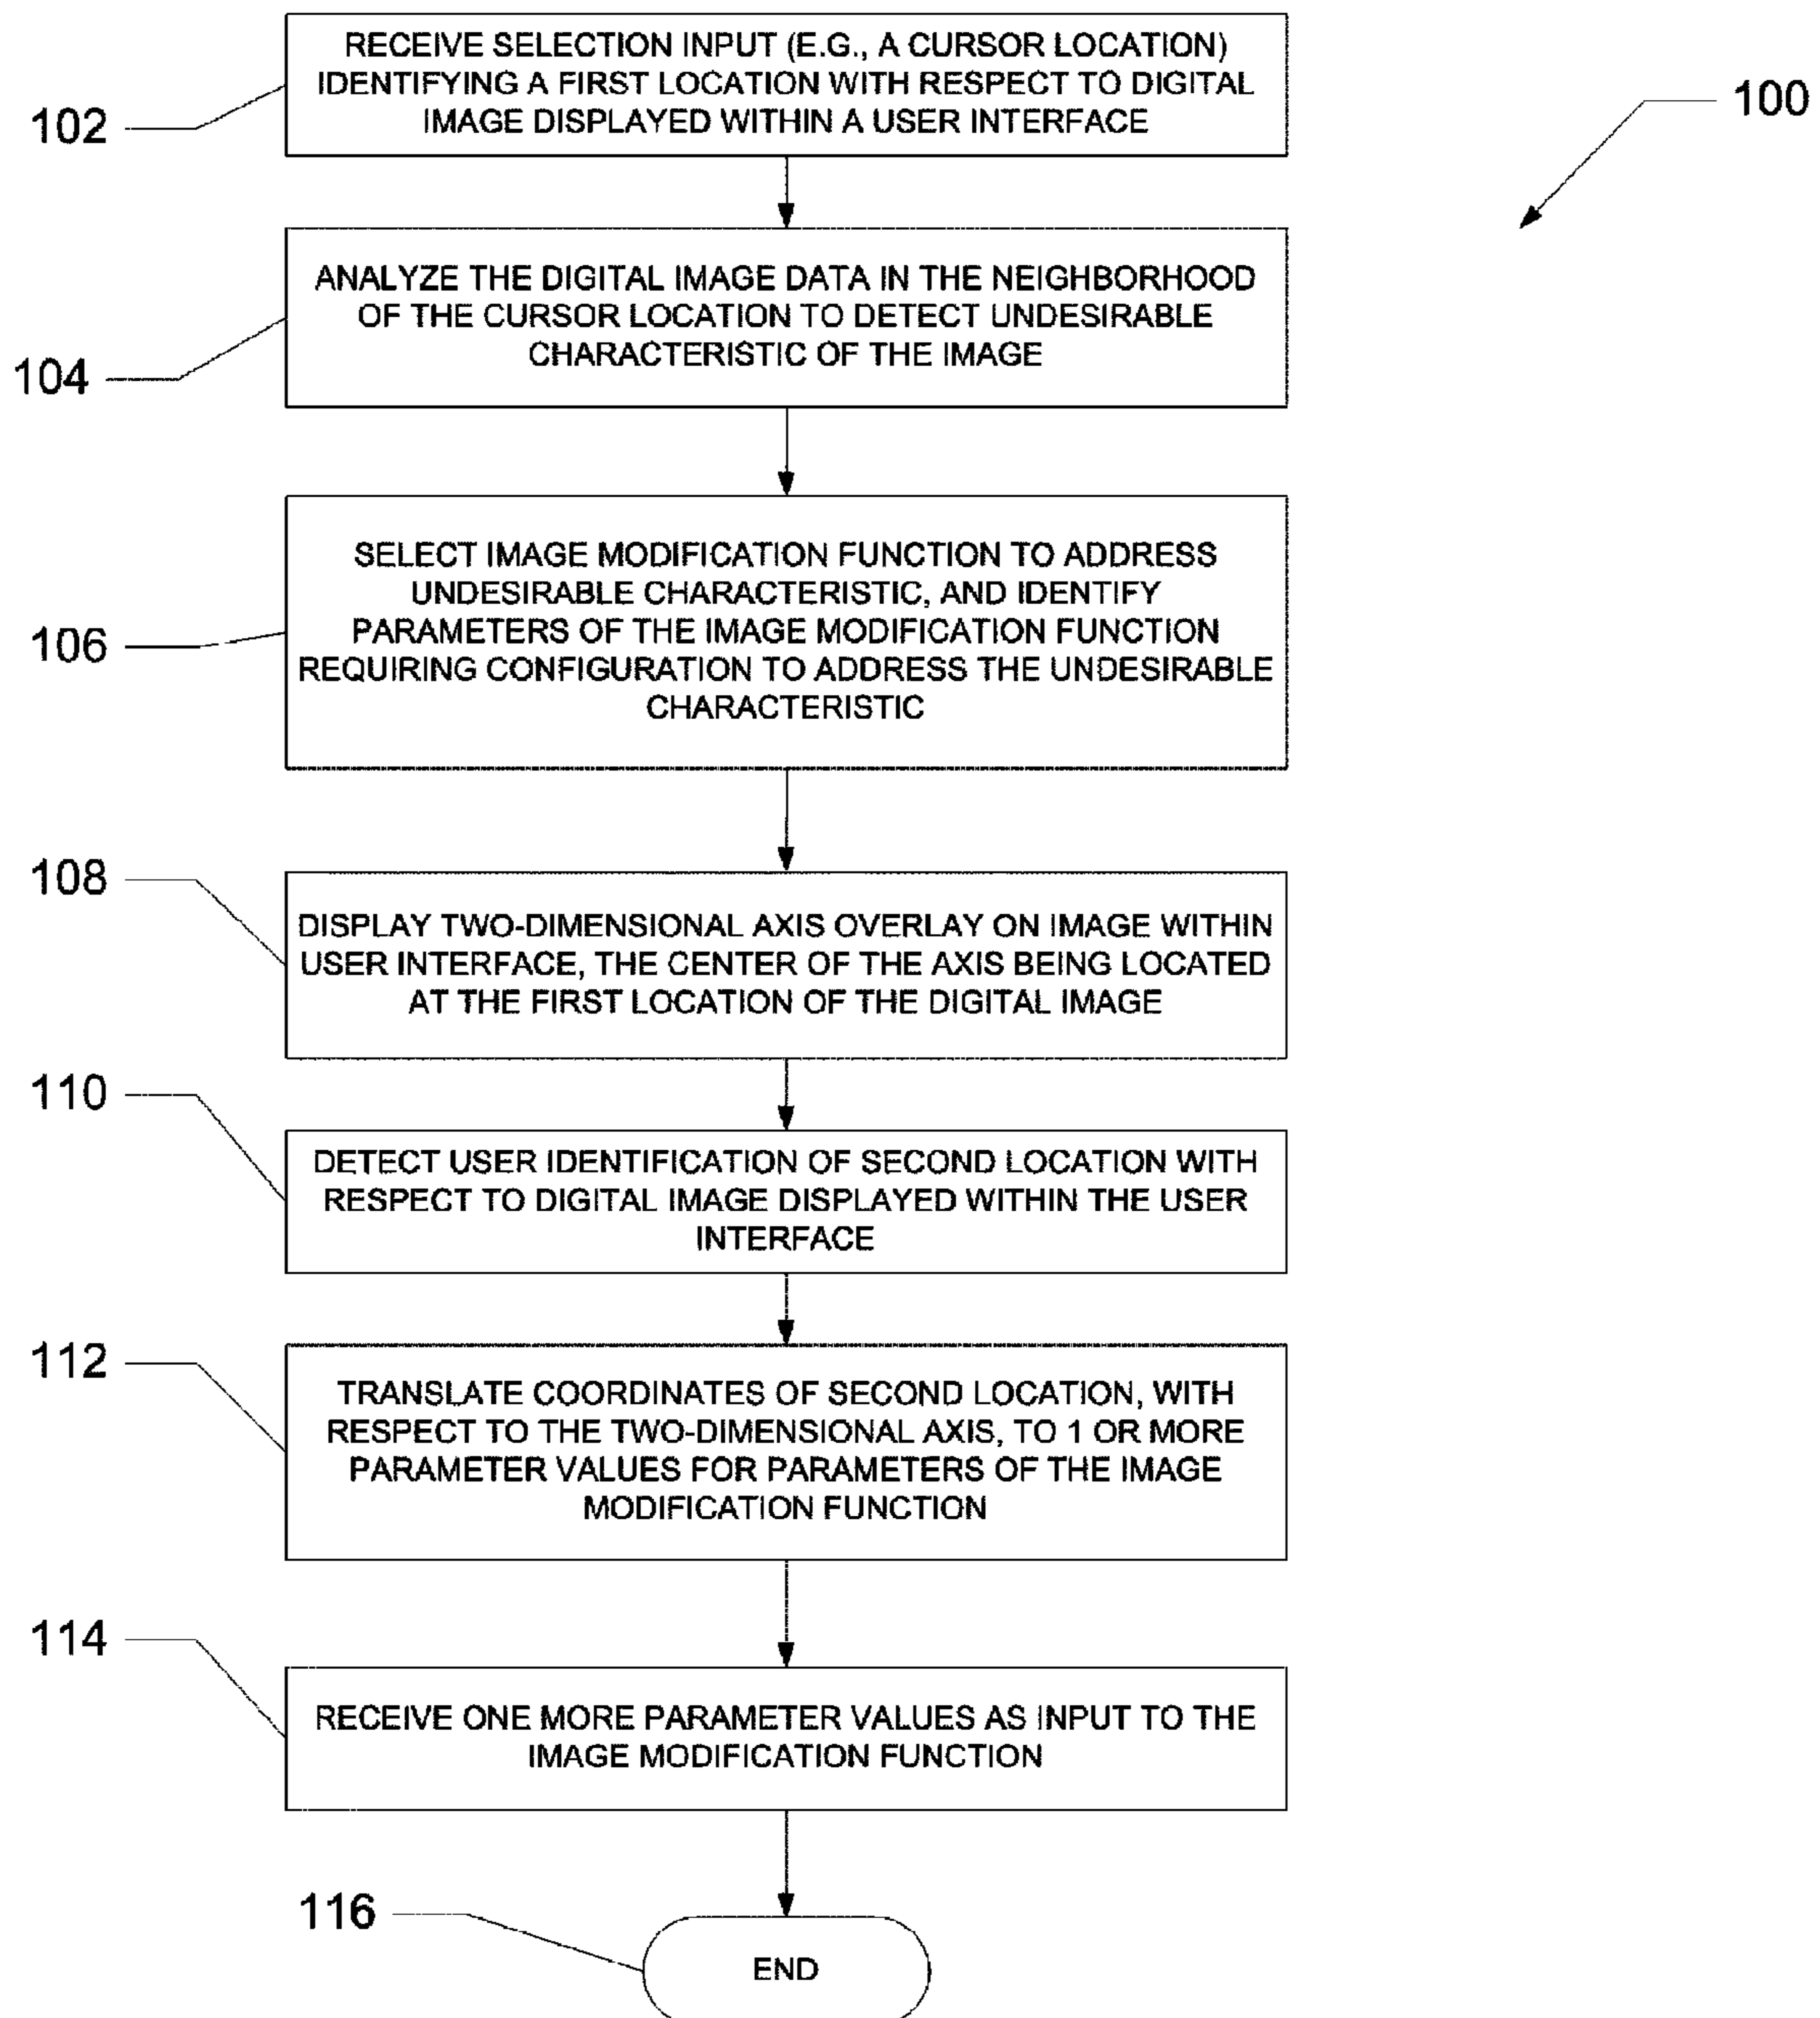 RECEIVE SELECTION INPUT (E.G., A CURSOR LOCATION)
IDENTIFYING A FIRST LOCATION WITH RESPECT TO DIGITAL
IMAGE DISPLAYED WITHIN A USER INTERFACE
102
100
ANALYZE THE DIGITAL IMAGE DATA IN THE NEIGHBORHOOD
OF THE CURSOR LOCATION TO DETECT UNDESIRABLE
CHARACTERISTIC OF THE IMAGE
104
SELECT IMAGE MODIFICATION FUNCTION TO ADDRESS
UNDESIRABLE CHARACTERISTIC, AND IDENTIFY
PARAMETERS OF THE IMAGE MODIFICATION FUNCTION
REQUIRING CONFIGURATION TO ADDRESS THE UNDESIRABLE
CHARACTERISTIC
106
108
DISPLAY TWO-DIMENSIONAL AXIS OVERLAY ON IMAGE WITHIN
USER INTERFACE, THE CENTER OF THE AXIS BEING LOCATED
AT THE FIRST LOCATION OF THE DIGITAL IMAGE
110
DETECT USER IDENTIFICATION OF SECOND LOCATION WITH
RESPECT TO DIGITAL IMAGE DISPLAYED WITHIN THE USER
INTERFACE
112
TRANSLATE COORDINATES OF SECOND LOCATION, WITH
RESPECT TO THE TWO-DIMENSIONAL AXIS, TO 1 OR MORE
PARAMETER VALUES FOR PARAMETERS OF THE IMAGE
MODIFICATION FUNCTION
114
RECEIVE ONE MORE PARAMETER VALUES AS INPUT TO THE
IMAGE MODIFICATION FUNCTION
116
END